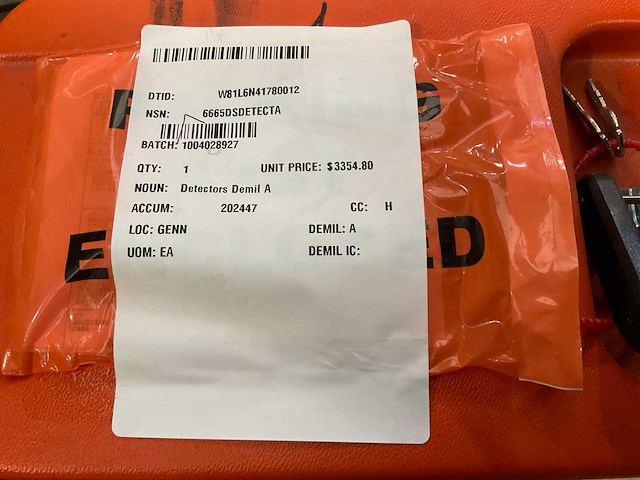 DTID: W81L6N41780012
NSN: 6665DSDETECTA
BATCH: 1004028927
QTY: 1 UNIT PRICE: $3354.80
NOUN: Detectors Demil A
ACCUM: 202447 CC: H
LOC: GENN DEMIL: A
UOM: EA DEMIL IC: